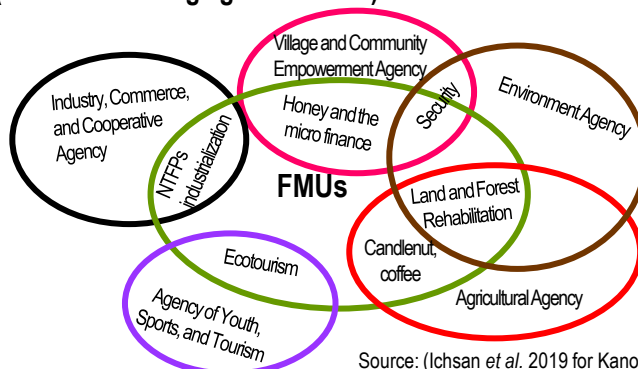 Village and Community
Empowerment Agency
Industry, Commerce,
and Cooperative
Agency
NTFPs
industrialization
Honey and the
micro finance
Security
Environment Agency
FMUs
Land and Forest
Rehabilitation
Candlenut,
coffee
Ecotourism
Agency of Youth,
Sports, and Tourism
Agricultural Agency
Source: (Ichsan et al. 2019 for